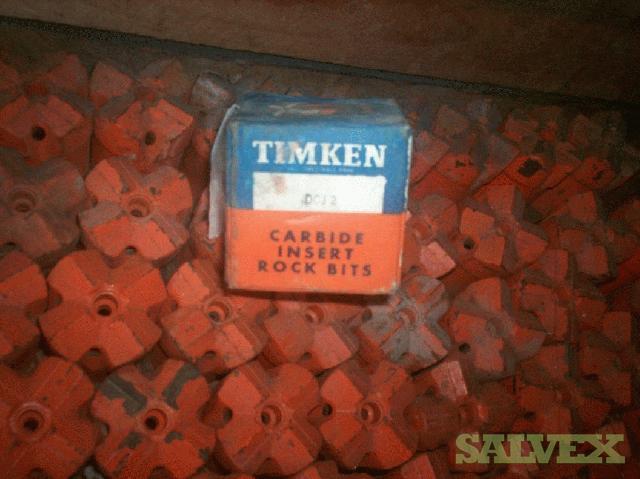 TIMKEN
CARBIDE
INSERT
ROCK BITS
SALVEX